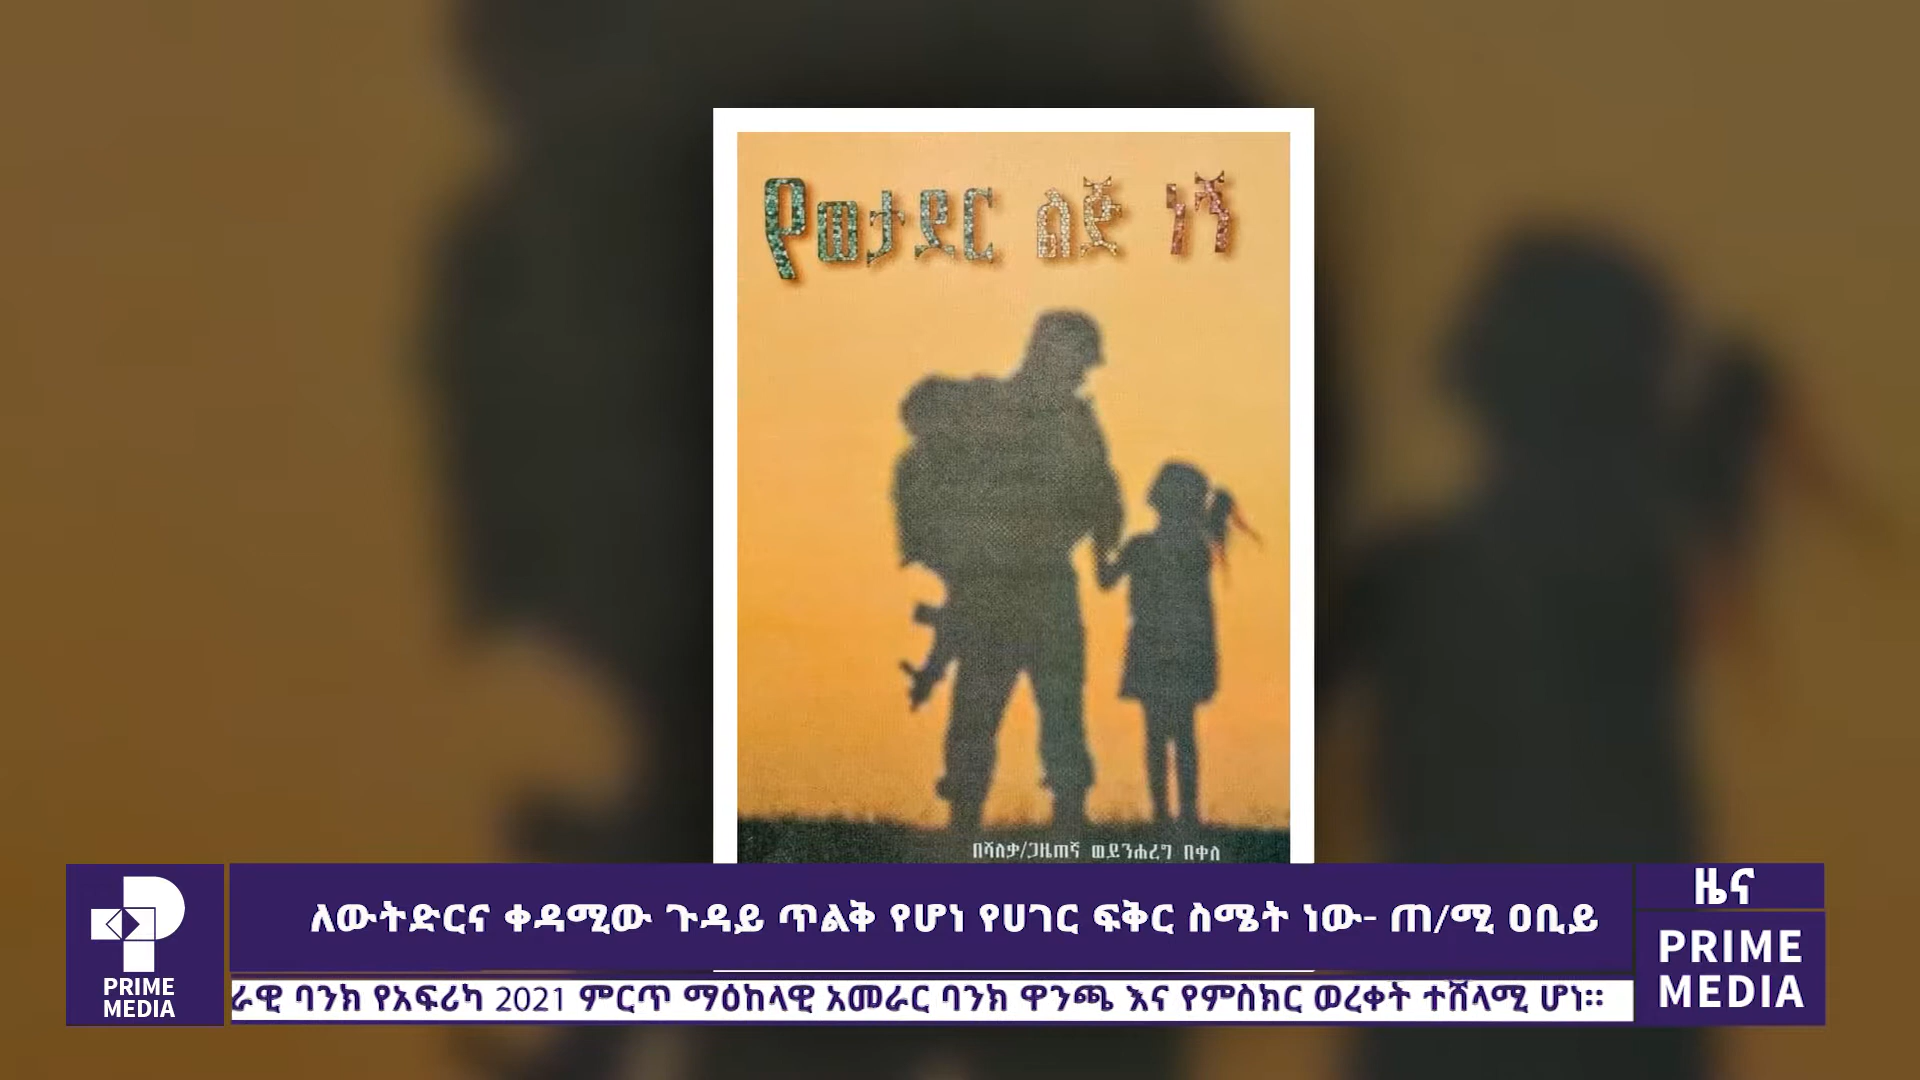 የወታደር ልጅ ነኝ
በሻለቃ/ጋዜጠኛ ወይንሐረግ በቀለ
ለውትድርና ቀዳሚው ጉዳይ ጥልቅ የሆነ የሀገር ፍቅር ስሜት ነው- ጠ/ሚ ዐቢይ
ዜና
PRIME
MEDIA
PRIME
MEDIA
ራዊ ባንክ የአፍሪካ 2021 ምርጥ ማዕከላዊ አመራር ባንክ ዋንጫ እና የምስክር ወረቀት ተሸላሚ ሆነ።